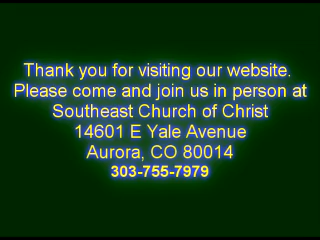 Thank you for visiting our website.
Please come and join us in person at
Southeast Church of Christ
14601 E Yale Avenue
Aurora, CO 80014
303-755-7979